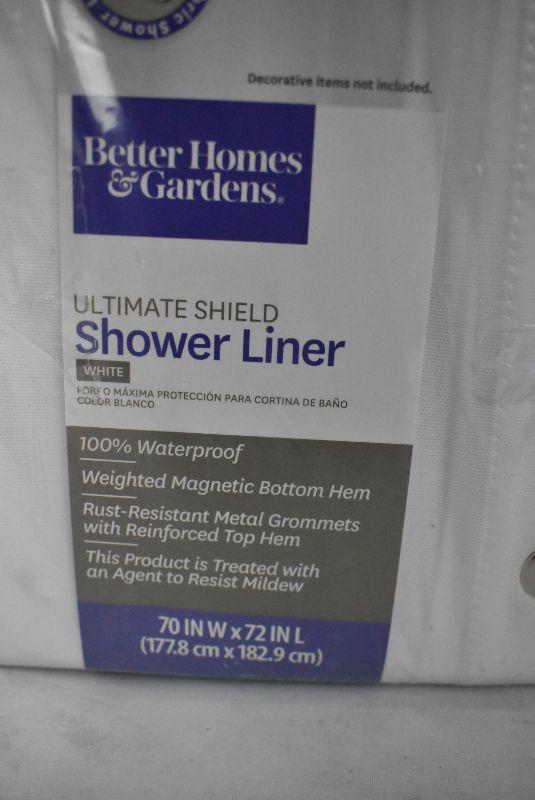 ric Shower
Decorative items not included.
Better Homes
& Gardens®
ULTIMATE SHIELD
Shower Liner
WHITE
FORRO MÁXIMA PROTECCIÓN PARA CORTINA DE BAÑO
COLOR BLANCO
100% Waterproof
Weighted Magnetic Bottom Hem
Rust-Resistant Metal Grommets
with Reinforced Top Hem
This Product is Treated with
an Agent to Resist Mildew
70 IN W x 72 IN L
(177.8 cm x 182.9 cm)